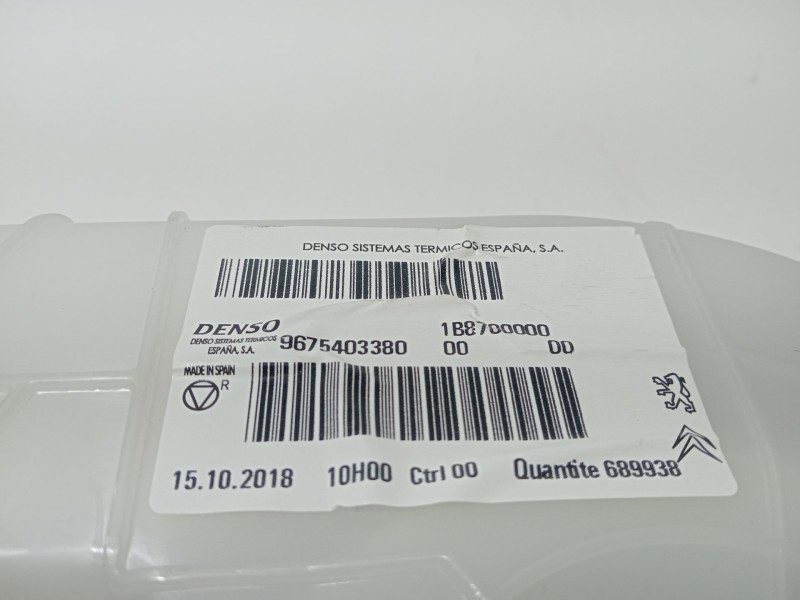 DENSO SISTEMAS TERMICOS ESPAÑA, S.A.
DENSO
DENSO SISTEMAS TERMICOS
ESPAÑA, S.A.
9675403380
1B87D0000
00 DD
MADE IN SPAIN
R
15.10.2018 10H00 Ctrl 00 Quantite 689938